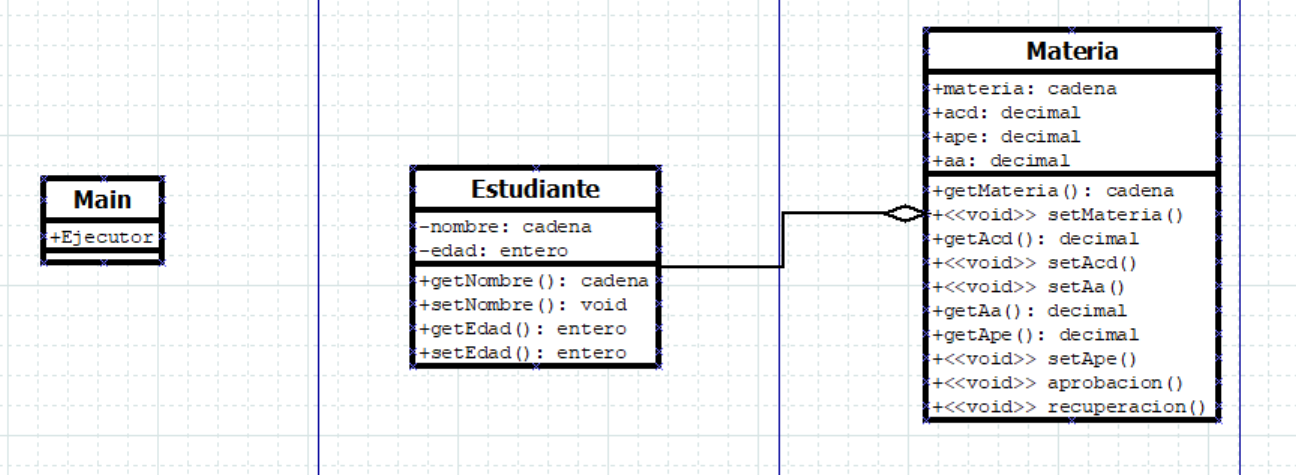 Main
+Ejecutor
Estudiante
-nombre: cadena
-edad: entero
+getNombre(): cadena
+setNombre(): void
+getEdad(): entero
+setEdad(): entero
Materia
+materia: cadena
+acd: decimal
+ape: decimal
+aa: decimal
+getMateria(): cadena
+<<void>> setMateria()
+getAcd(): decimal
+<<void>> setAcd()
+<<void>> setAa()
+getAa(): decimal
+getApe(): decimal
+<<void>> setApe()
+<<void>> aprobacion()
+<<void>> recuperacion()